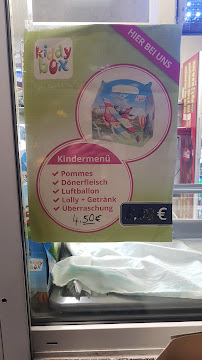 kiddy
box
HIER BEI UNS
Kindermenü
✓ Pommes
✓ Dönerfleisch
✓ Luftballon
✓ Lolly + Getränk
✓ Überraschung
4,50€
€